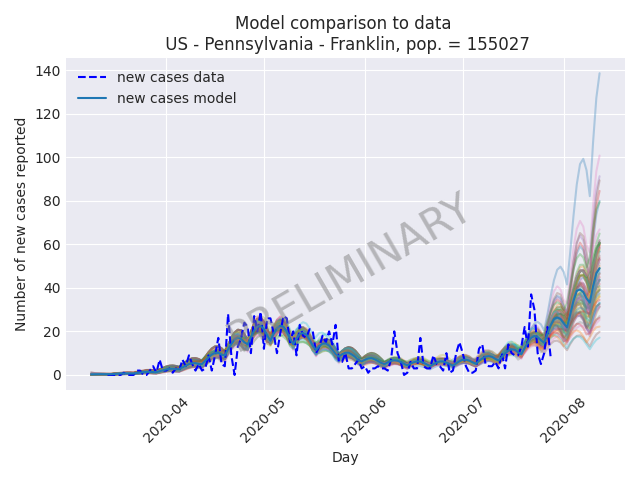 Model comparison to data
US - Pennsylvania - Franklin, pop. = 155027
new cases data
new cases model
PRELIMINARY
Number of new cases reported
140
120
100
80
60
40
20
0
2020-04
2020-05
2020-06
2020-07
2020-08
Day